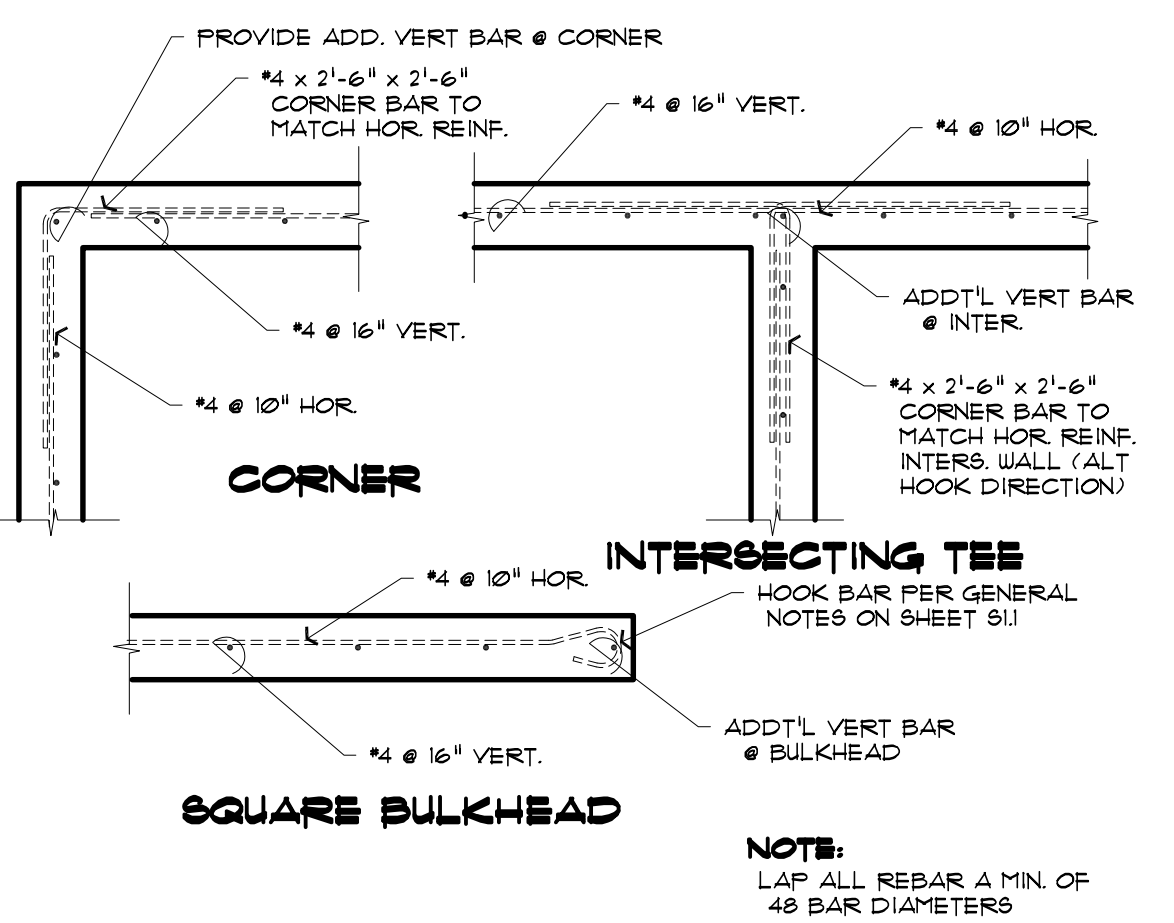 PROVIDE ADD. VERT BAR @ CORNER
#4 x 2'-6" x 2'-6"
CORNER BAR TO
MATCH HOR. REINF.
#4 @ 16" VERT.
#4 @ 10" HOR.
CORNER
#4 @ 16" VERT.
#4 @ 10" HOR.
ADDT'L VERT BAR
@ INTER.
#4 x 2'-6" x 2'-6"
CORNER BAR TO
MATCH HOR. REINF.
INTERS. WALL (ALT
HOOK DIRECTION)
INTERSECTING TEE
#4 @ 10" HOR.
HOOK BAR PER GENERAL
NOTES ON SHEET S1.1
ADDT'L VERT BAR
@ BULKHEAD
#4 @ 16" VERT.
SQUARE BULKHEAD
NOTE:
LAP ALL REBAR A MIN. OF
48 BAR DIAMETERS